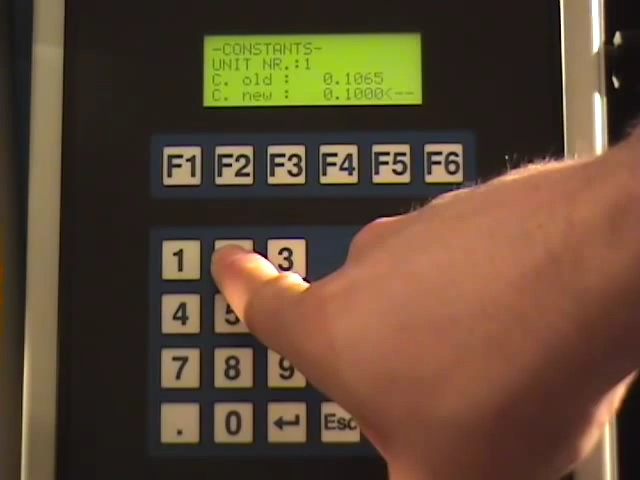 -CONSTANTS-
UNIT NR.:1
C. old : 0.1065
C. new : 0.1000<--
F1 F2 F3 F4 F5 F6
1 3
4 5
7 8 9
. 0 ↵ Esc